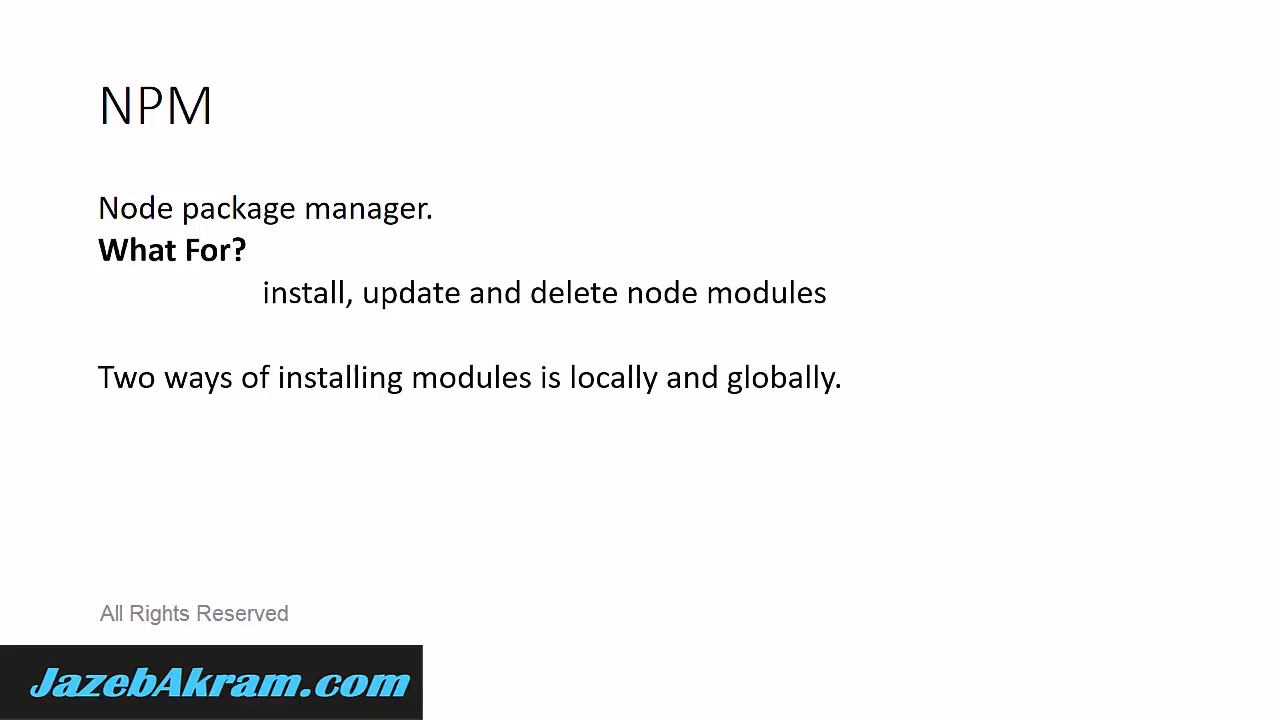 NPM
Node package manager.
What For?
install, update and delete node modules
Two ways of installing modules is locally and globally.
All Rights Reserved
JazebAkram.com